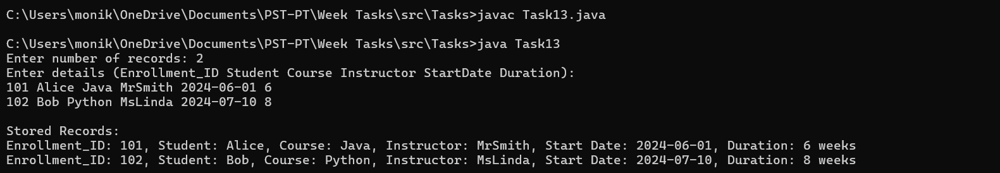 C:\Users\monik\OneDrive\Documents\PST-PT\Week Tasks\src\Tasks>javac Task13.java
C:\Users\monik\OneDrive\Documents\PST-PT\Week Tasks\src\Tasks>java Task13
Enter number of records: 2
Enter details (Enrollment_ID Student Course Instructor StartDate Duration):
101 Alice Java MrSmith 2024-06-01 6
102 Bob Python MsLinda 2024-07-10 8
Stored Records:
Enrollment_ID: 101, Student: Alice, Course: Java, Instructor: MrSmith, Start Date: 2024-06-01, Duration: 6 weeks
Enrollment_ID: 102, Student: Bob, Course: Python, Instructor: MsLinda, Start Date: 2024-07-10, Duration: 8 weeks